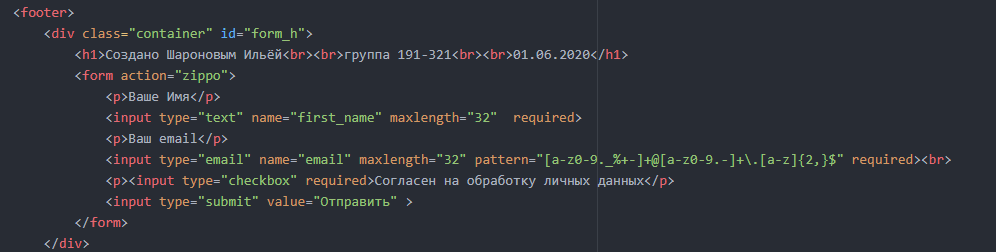 <footer>
<div class="container" id="form_h">
<h1>Создано Шароновым Ильёй<br><br>группа 191-321<br><br>01.06.2020</h1>
<form action="zippo">
<p>Ваше Имя</p>
<input type="text" name="first_name" maxlength="32"  required>
<p>Ваш email</p>
<input type="email" name="email" maxlength="32" pattern="[a-z0-9._%+-]+@[a-z0-9.-]+\.[a-z]{2,}$" required><br>
<p><input type="checkbox" required>Согласен на обработку личных данных</p>
<input type="submit" value="Отправить" >
</form>
</div>